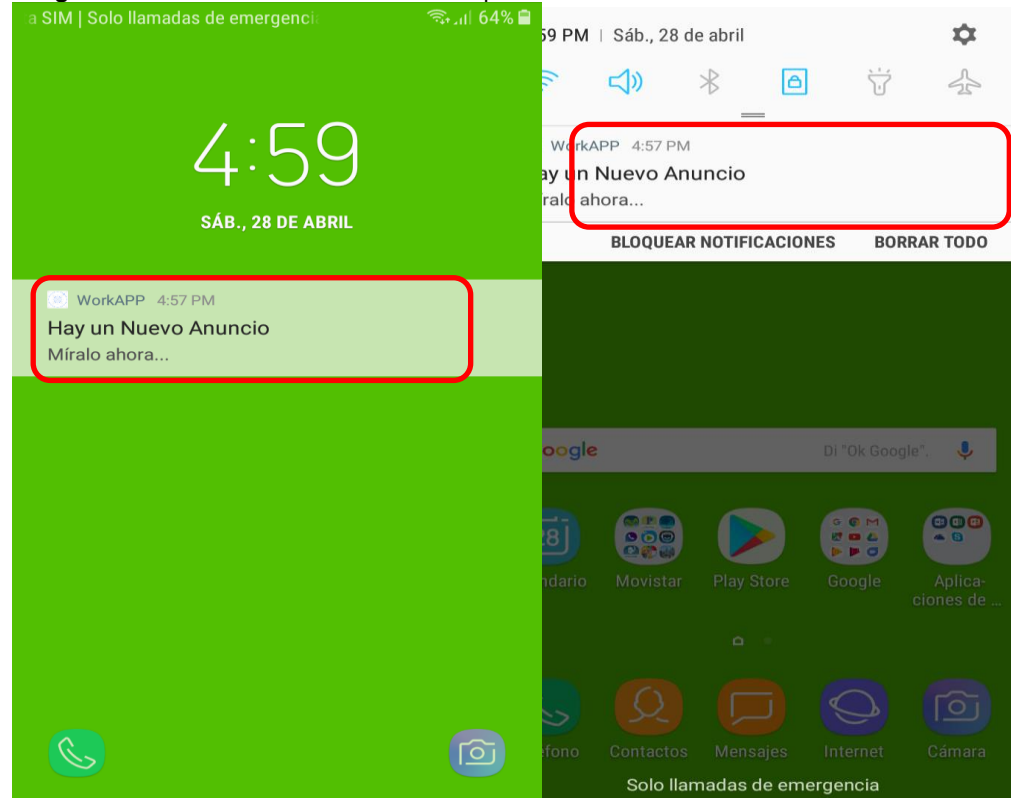 a SIM | Solo llamadas de emergenci
64%
4:59
SÁB., 28 DE ABRIL
WorkAPP 4:57 PM
Hay un Nuevo Anuncio
Míralo ahora...
59 PM | Sáb., 28 de abril
WorkAPP 4:57 PM
ay un Nuevo Anuncio
íralo ahora...
BLOQUEAR NOTIFICACIONES BORRAR TODO
oogle Di "Ok Google",
28
ndario Movistar Play Store Google Aplica-
ciones de ...
éfono Contactos Mensajes Internet Cámara
Solo llamadas de emergencia